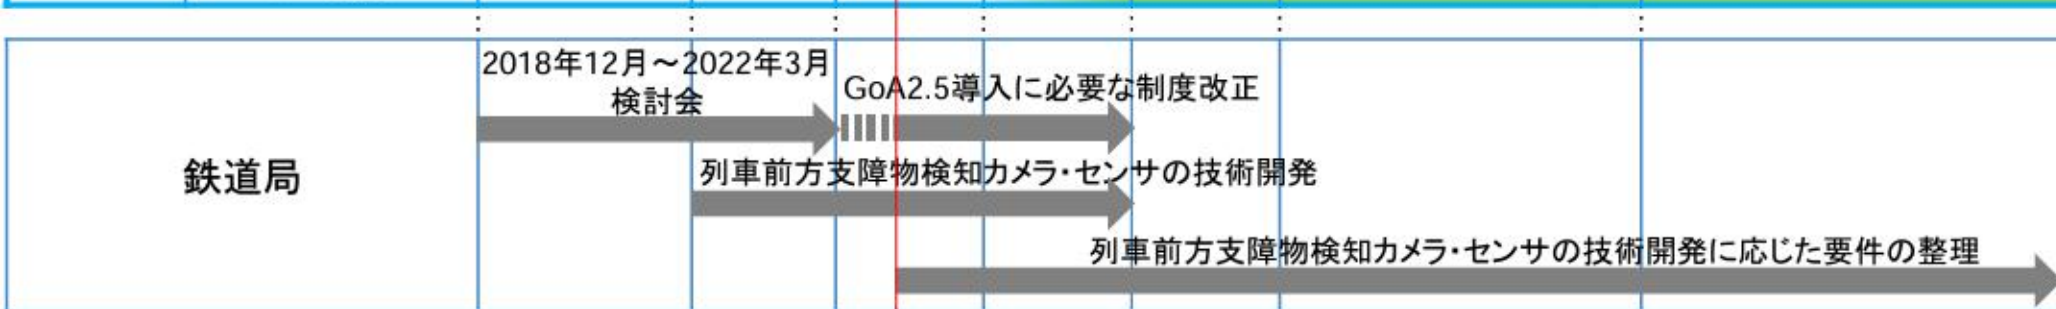 2018年12月～2022年3月
検討会
GoA2.5導入に必要な制度改正
鉄道局
列車前方支障物検知カメラ・センサの技術開発
列車前方支障物検知カメラ・センサの技術開発に応じた要件の整理